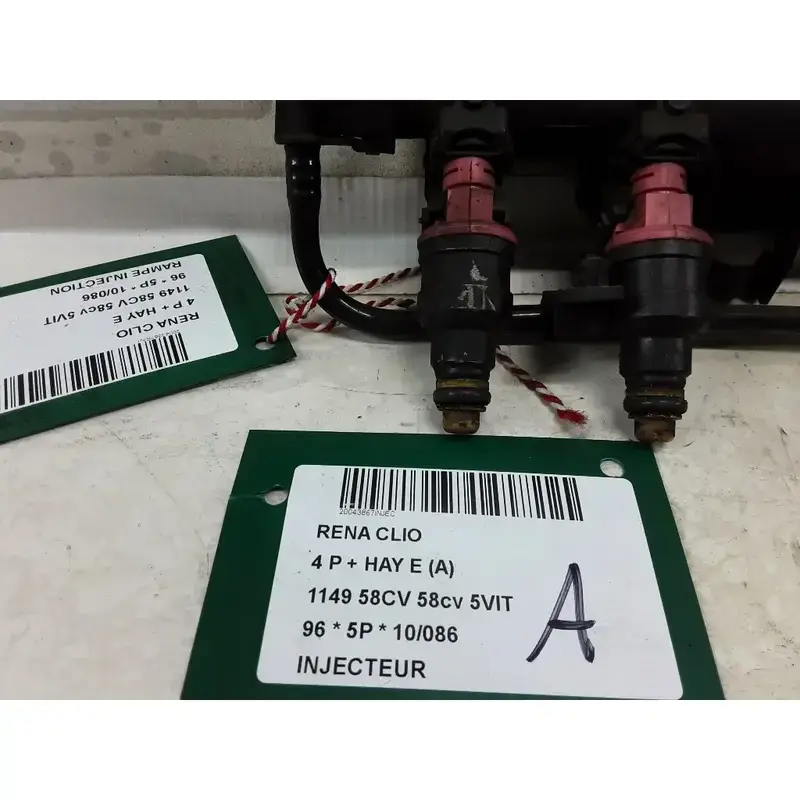 RENA CLIO
4 P + HAY E
1149 58CV 58cv 5VIT
96 * 5P * 10/086
RAMPE INJECTION
20043867INJEC
RENA CLIO
4 P + HAY E (A)
1149 58CV 58cv 5VIT
96 * 5P * 10/086
INJECTEUR
A